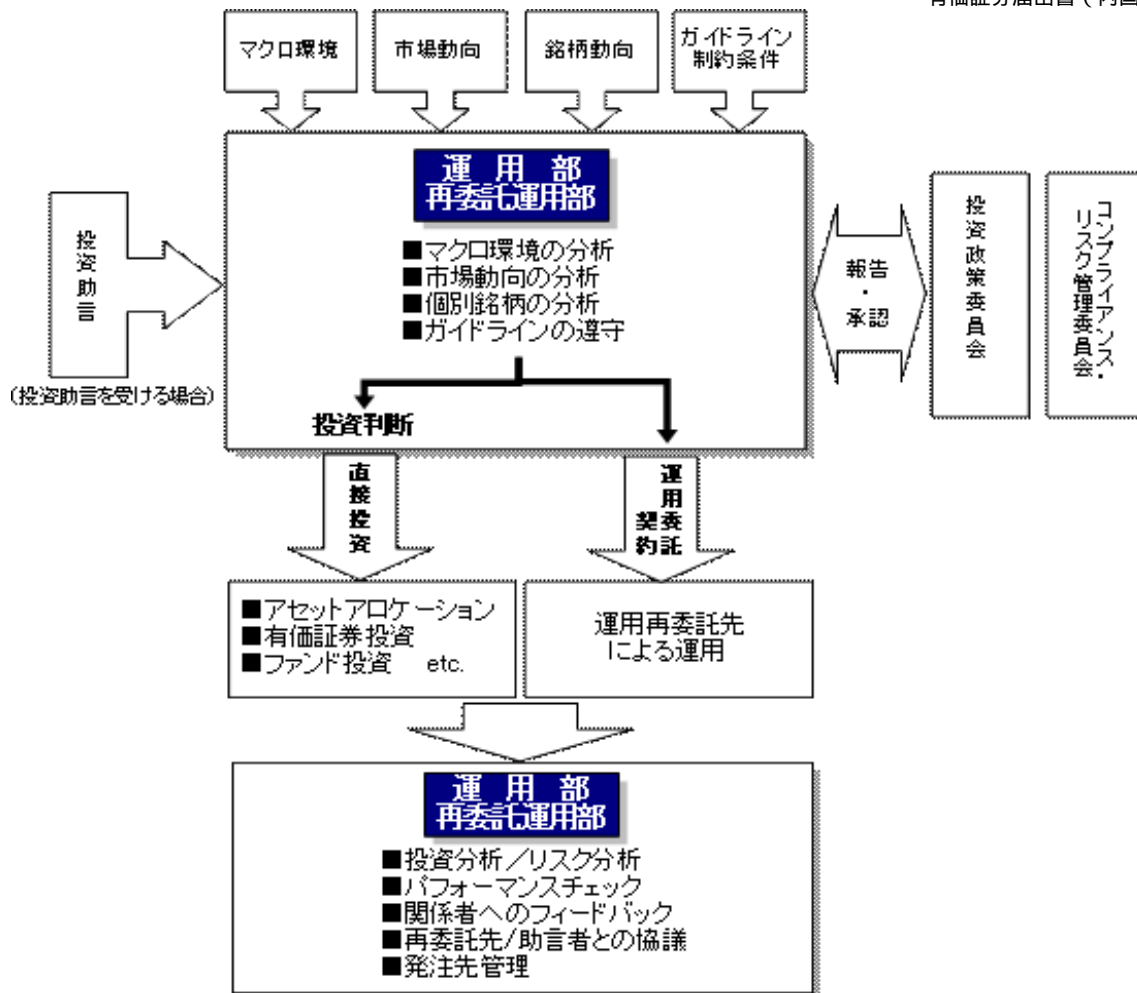 有価証券届出書（内国
マクロ環境
市場動向
銘柄動向
ガイドライン
制約条件
運 用 部
再委託運用部
■マクロ環境の分析
■市場動向の分析
■個別銘柄の分析
■ガイドラインの遵守
投資助言
(投資助言を受ける場合)
報告
・
承認
投資政策委員会
コンプライアンス・
リスク管理委員会
投資判断
直接投資
運用委託
契約
■アセットアロケーション
■有価証券投資
■ファンド投資 etc.
運用再委託先
による運用
運 用 部
再委託運用部
■投資分析／リスク分析
■パフォーマンスチェック
■関係者へのフィードバック
■再委託先/助言者との協議
■発注先管理